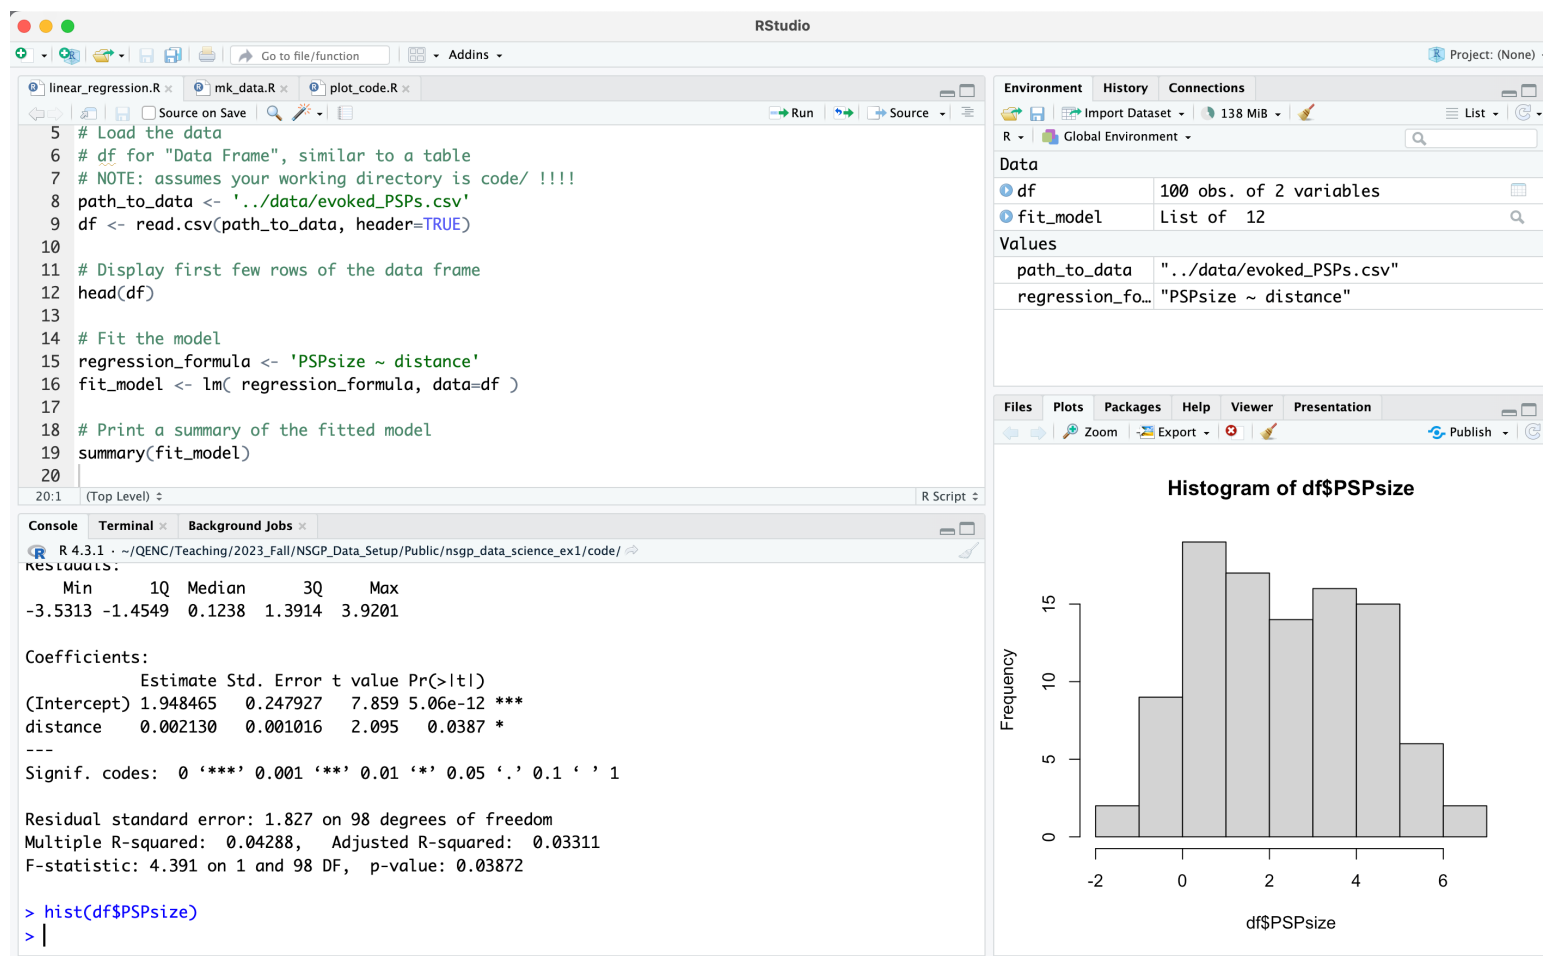 RStudio
Go to file/function Addins Project: (None)
linear_regression.R mk_data.R plot_code.R
Source on Save Run Source
5 # Load the data
6 # df for "Data Frame", similar to a table
7 # NOTE: assumes your working directory is code/ !!!!
8 path_to_data <- '../data/evoked_PSPs.csv'
9 df <- read.csv(path_to_data, header=TRUE)
10
11 # Display first few rows of the data frame
12 head(df)
13
14 # Fit the model
15 regression_formula <- 'PSPsize ~ distance'
16 fit_model <- lm( regression_formula, data=df )
17
18 # Print a summary of the fitted model
19 summary(fit_model)
20
20:1 (Top Level) R Script
Console Terminal Background Jobs
R 4.3.1 · ~/QENC/Teaching/2023_Fall/NSGP_Data_Setup/Public/nsgp_data_science_ex1/code/
Residuals:
Min 1Q Median 3Q Max
-3.5313 -1.4549 0.1238 1.3914 3.9201
Coefficients:
Estimate Std. Error t value Pr(>|t|)
(Intercept) 1.948465 0.247927 7.859 5.06e-12 ***
distance 0.002130 0.001016 2.095 0.0387 *
---
Signif. codes: 0 ‘***’ 0.001 ‘**’ 0.01 ‘*’ 0.05 ‘.’ 0.1 ‘ ’ 1
Residual standard error: 1.827 on 98 degrees of freedom
Multiple R-squared: 0.04288, Adjusted R-squared: 0.03311
F-statistic: 4.391 on 1 and 98 DF, p-value: 0.03872
> hist(df$PSPsize)
>
Environment History Connections
Import Dataset 138 MiB List
R Global Environment
Data
df 100 obs. of 2 variables
fit_model List of 12
Values
path_to_data "../data/evoked_PSPs.csv"
regression_fo… "PSPsize ~ distance"
Files Plots Packages Help Viewer Presentation
Zoom Export Publish
Histogram of df$PSPsize
Frequency
15
10
5
0
-2 0 2 4 6
df$PSPsize